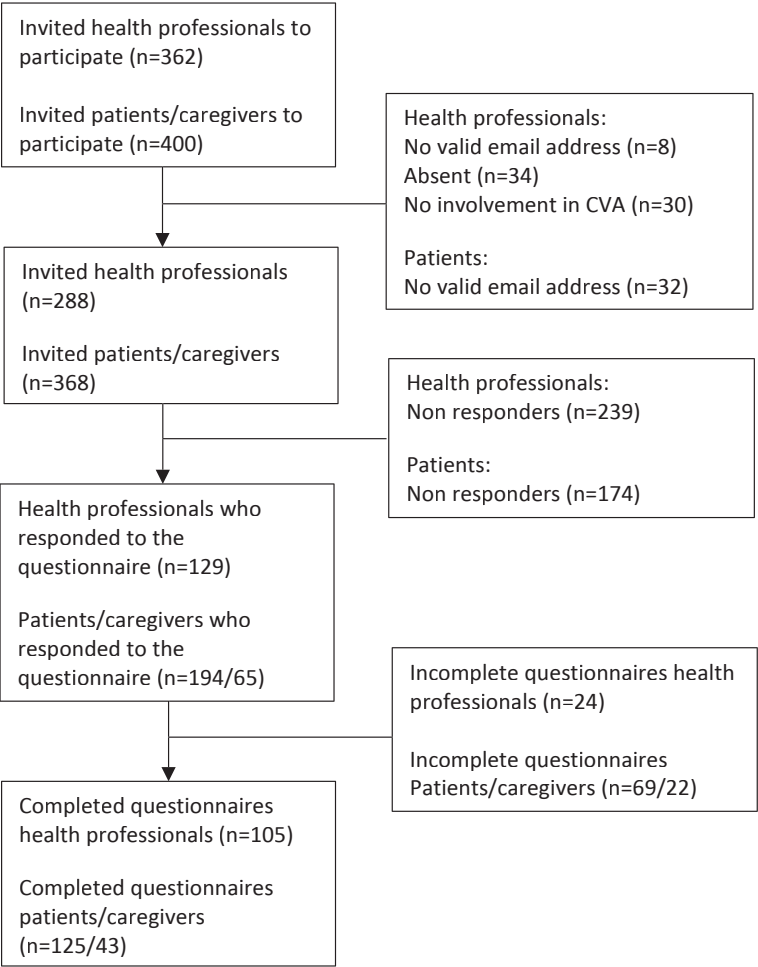 Invited health professionals to
participate (n=362)
Invited patients/caregivers to
participate (n=400)
Health professionals:
No valid email address (n=8)
Absent (n=34)
No involvement in CVA (n=30)
Patients:
No valid email address (n=32)
Invited health professionals
(n=288)
Invited patients/caregivers
(n=368)
Health professionals:
Non responders (n=239)
Patients:
Non responders (n=174)
Health professionals who
responded to the
questionnaire (n=129)
Patients/caregivers who
responded to the
questionnaire (n=194/65)
Incomplete questionnaires health
professionals (n=24)
Incomplete questionnaires
Patients/caregivers (n=69/22)
Completed questionnaires
health professionals (n=105)
Completed questionnaires
patients/caregivers
(n=125/43)